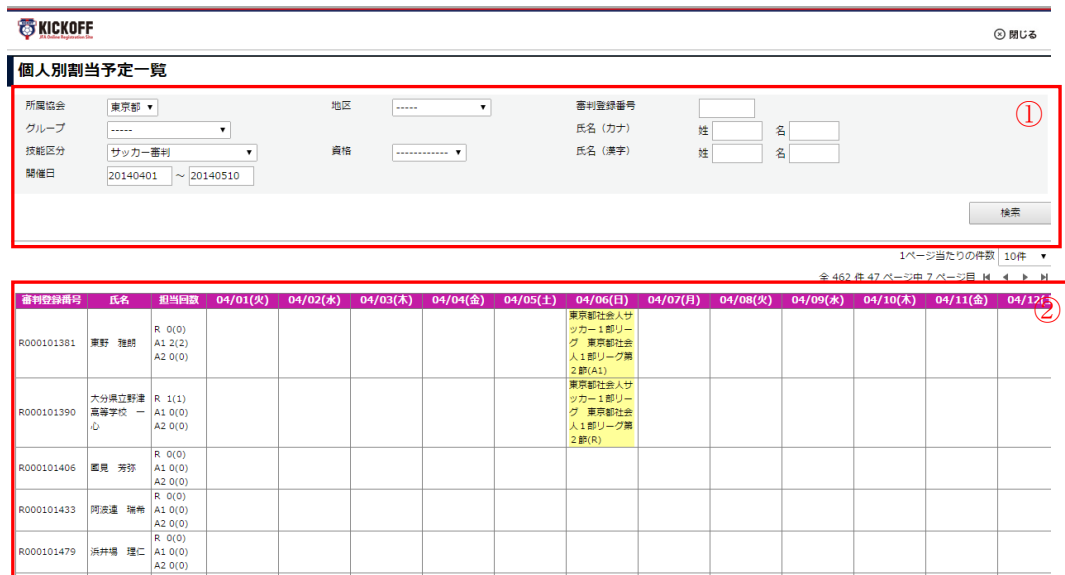 KICKOFF
JFA Online Registration Site
閉じる
個人別割当予定一覧
所属協会 東京都 地区 ----- 審判登録番号
①
グループ ----- 氏名（カナ） 姓 名
技能区分 サッカー審判 資格 ------------ 氏名（漢字） 姓 名
開催日 20140401 ～ 20140510
検索
1ページ当たりの件数 10件
全 462 件 47 ページ中 7 ページ目
審判登録番号 氏名 担当回数 04/01(火) 04/02(水) 04/03(木) 04/04(金) 04/05(土) 04/06(日) 04/07(月) 04/08(火) 04/09(水) 04/10(木) 04/11(金) 04/12(
②
R000101381 東野 雅朗
R 0(0)
A1 2(2)
A2 0(0)
東京都社会人サ
ッカー１部リー
グ 東京都社会
人１部リーグ第
２節(A1)
R000101390
大分県立野津
高等学校 一
心
R 1(1)
A1 0(0)
A2 0(0)
東京都社会人サ
ッカー１部リー
グ 東京都社会
人１部リーグ第
２節(R)
R000101406 國見 芳弥
R 0(0)
A1 0(0)
A2 0(0)
R000101433 阿波連 瑞希
R 0(0)
A1 0(0)
A2 0(0)
R000101479 浜井場 理仁
R 0(0)
A1 0(0)
A2 0(0)